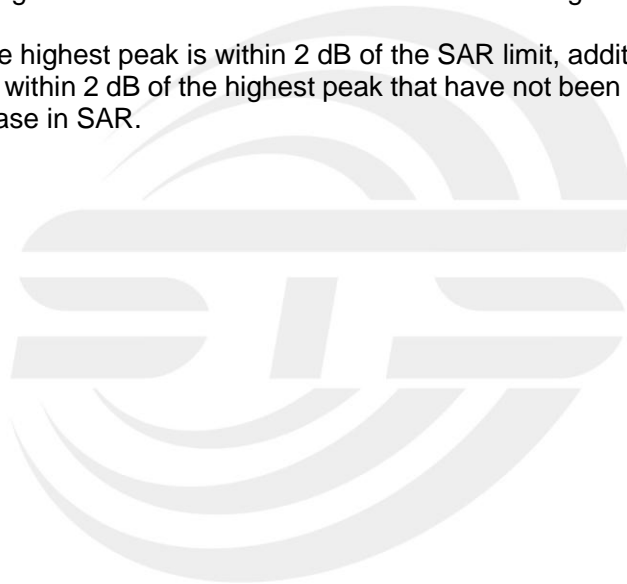 e highest peak is within 2 dB of the SAR limit, addit
within 2 dB of the highest peak that have not been
ase in SAR.
STS